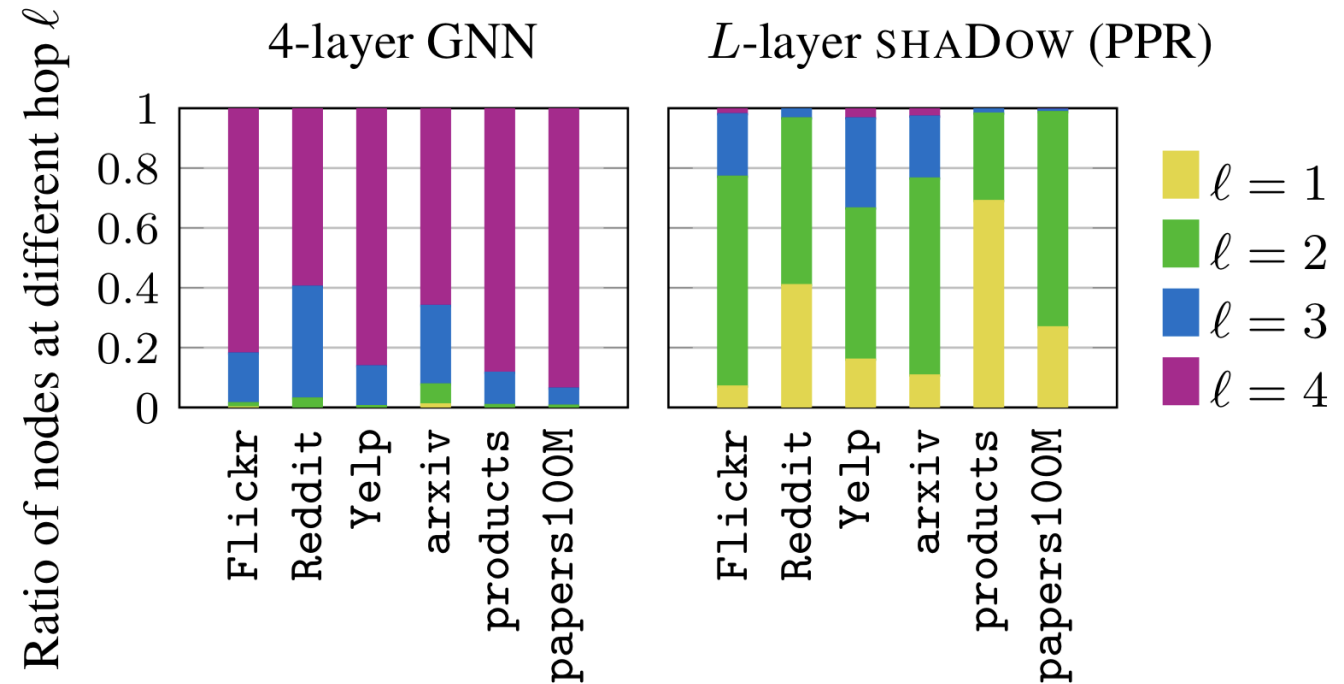 Ratio of nodes at different hop ℓ
4-layer GNN
L-layer SHADOW (PPR)
1
0.8
0.6
0.4
0.2
0
Flickr
Reddit
Yelp
arxiv
products
papers100M
Flickr
Reddit
Yelp
arxiv
products
papers100M
ℓ = 1
ℓ = 2
ℓ = 3
ℓ = 4